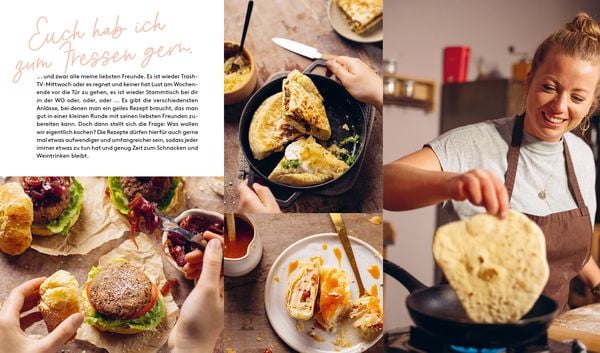 Euch hab ich
zum Fressen gern.
... und zwar alle meine liebsten Freunde. Es ist wieder Trash-
TV-Mittwoch oder es regnet und keiner hat Lust am Wochen-
ende vor die Tür zu gehen, es ist wieder Stammtisch bei dir
in der WG oder, oder, oder ... Es gibt die verschiedensten
Anlässe, bei denen man ein geiles Rezept braucht, das man
gut in einer kleinen Runde mit seinen liebsten Freunden zu-
bereiten kann. Doch dann stellt sich die Frage: Was wollen
wir eigentlich kochen? Die Rezepte dürfen hier für auch gerne
mal etwas aufwendiger und umfangreicher sein, sodass jeder
immer etwas zu tun hat und genug Zeit zum Schnacken und
Weintrinken bleibt.